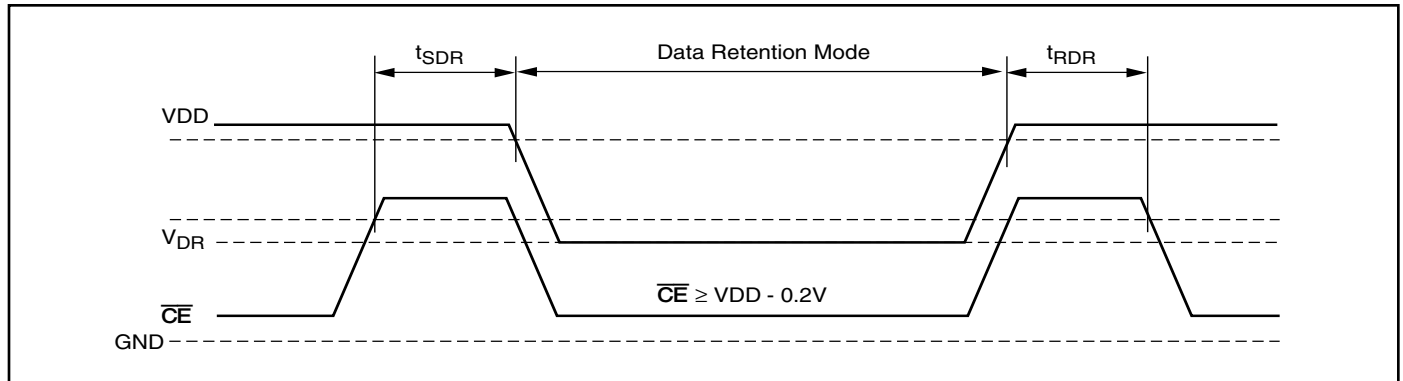 tSDR
Data Retention Mode
tRDR
VDD
VDR
CE ≥ VDD - 0.2V
CE
GND